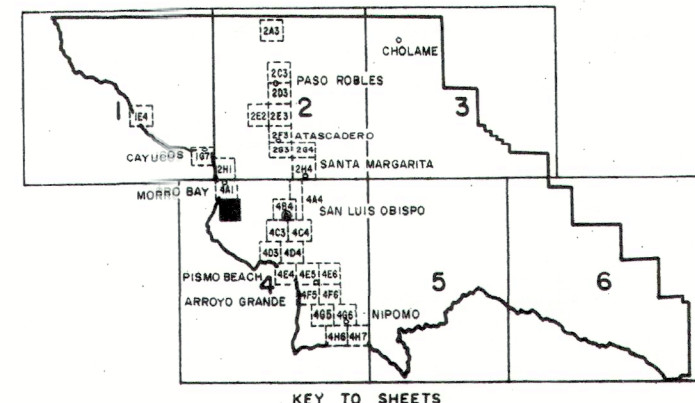 2A3
CHOLAME
2C3
PASO ROBLES
2D3
1 2 3
1E4
2E2 2E3
2F3 ATASCADERO
CAYUCOS 1G7 2G3 2G4
2H1 2H4 SANTA MARGARITA
MORRO BAY 4A1 4A4
4B4 SAN LUIS OBISPO
4C3 4C4
4D3 4D4
PISMO BEACH 4E4 4E5 4E6
4 5 6
ARROYO GRANDE 4F5 4F6
4G5 4G6 NIPOMO
4H6 4H7
KEY TO SHEETS